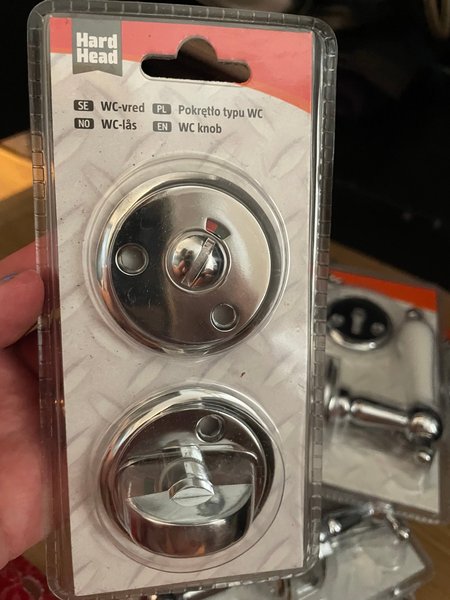 Hard
Head
SE WC-vred PL Pokrętło typu WC
NO WC-lås EN WC knob